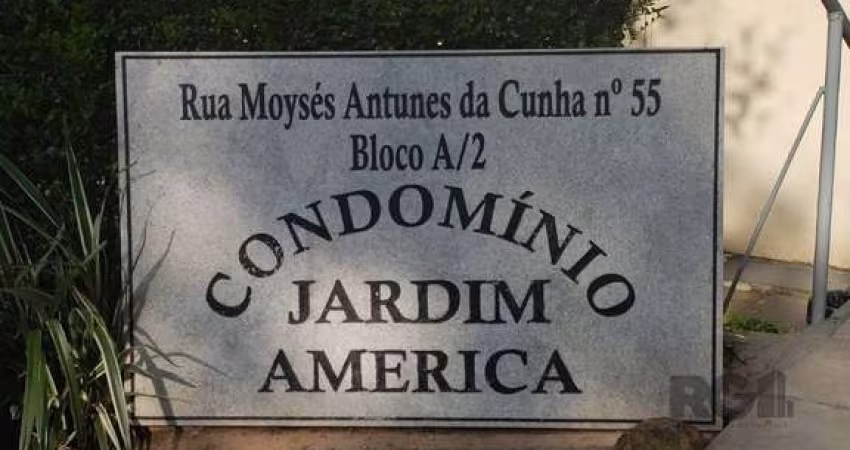 Rua Moysés Antunes da Cunha nº 55
Bloco A/2
CONDOMÍNIO
JARDIM
AMERICA